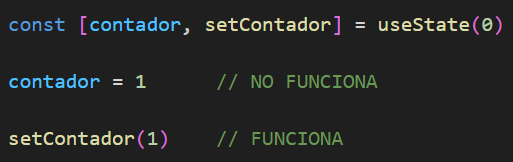 const [contador, setContador] = useState(0)
contador = 1 // NO FUNCIONA
setContador(1) // FUNCIONA